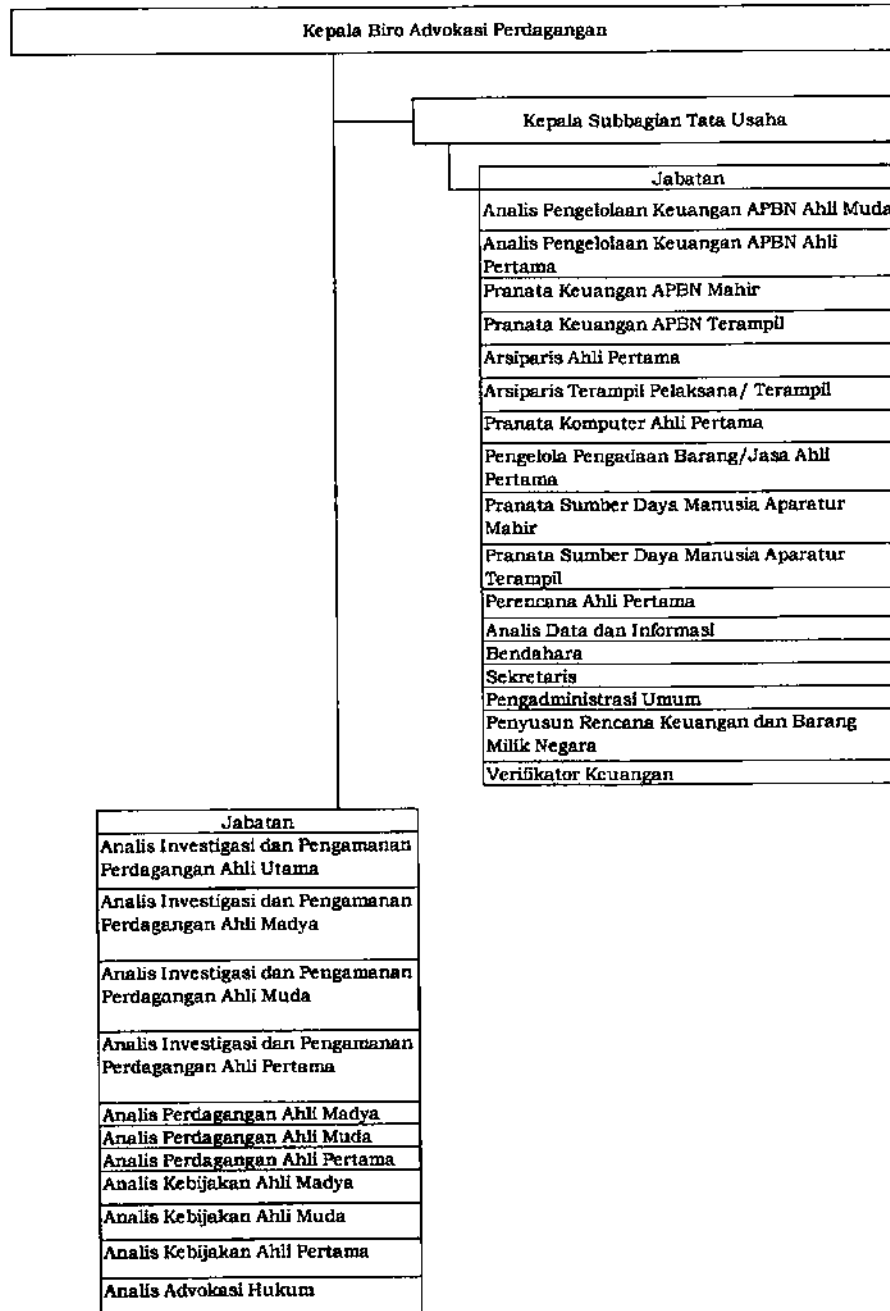 Kepala Biro Advokasi Perdagangan
Kepala Subbagian Tata Usaha
Jabatan
Analis Pengelolaan Keuangan APBN Ahli Muda
Analis Pengelolaan Keuangan APBN Ahli
Pertama
Pranata Keuangan APBN Mahir
Pranata Keuangan APBN Terampil
Arsiparis Ahli Pertama
Arsiparis Terampil Pelaksana/ Terampil
Pranata Komputer Ahli Pertama
Pengelola Pengadaan Barang/Jasa Ahli
Pertama
Pranata Sumber Daya Manusia Aparatur
Mahir
Pranata Sumber Daya Manusia Aparatur
Terampil
Perencana Ahli Pertama
Analis Data dan Informasi
Bendahara
Sekretaris
Pengadministrasi Umum
Penyusun Rencana Keuangan dan Barang
Milik Negara
Verifikator Keuangan
Jabatan
Analis Investigasi dan Pengamanan
Perdagangan Ahli Utama
Analis Investigasi dan Pengamanan
Perdagangan Ahli Madya
Analis Investigasi dan Pengamanan
Perdagangan Ahli Muda
Analis Investigasi dan Pengamanan
Perdagangan Ahli Pertama
Analis Perdagangan Ahli Madya
Analis Perdagangan Ahli Muda
Analis Perdagangan Ahli Pertama
Analis Kebijakan Ahli Madya
Analis Kebijakan Ahli Muda
Analis Kebijakan Ahli Pertama
Analis Advokasi Hukum